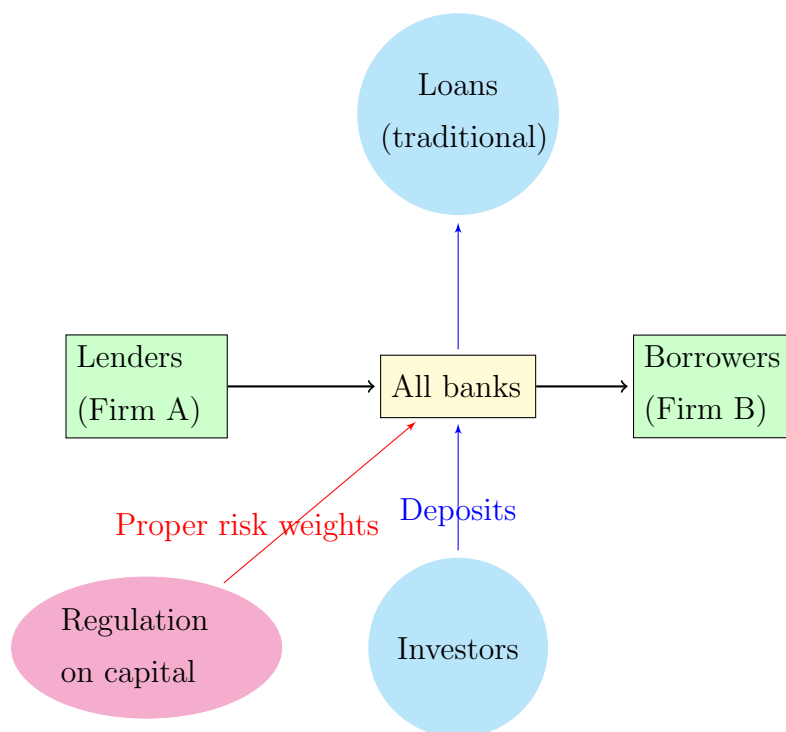 Loans
(traditional)
Lenders
(Firm A)
All banks
Borrowers
(Firm B)
Proper risk weights
Deposits
Regulation
on capital
Investors